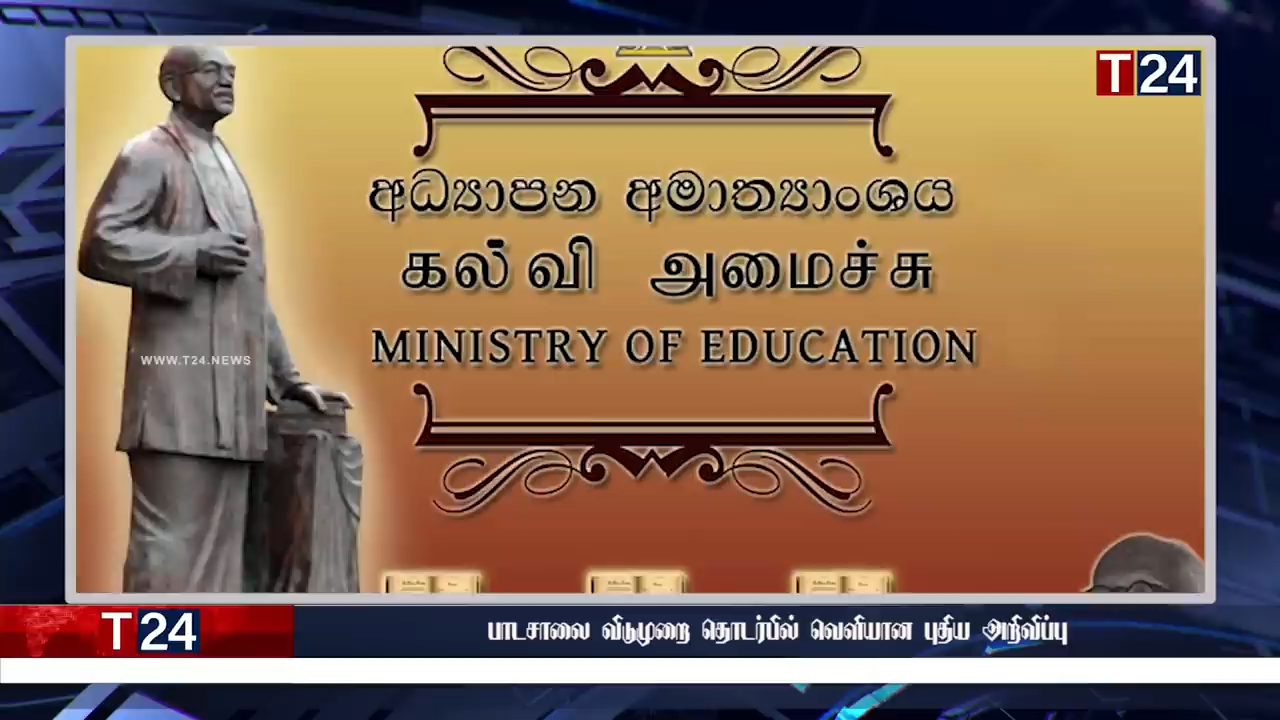 T24
අධ්‍යාපන අමාත්‍යාංශය
கல்வி அமைச்சு
MINISTRY OF EDUCATION
WWW.T24.NEWS
T24
பாடசாலை விடுமுறை தொடர்பில் வெளியான புதிய அறிவிப்பு